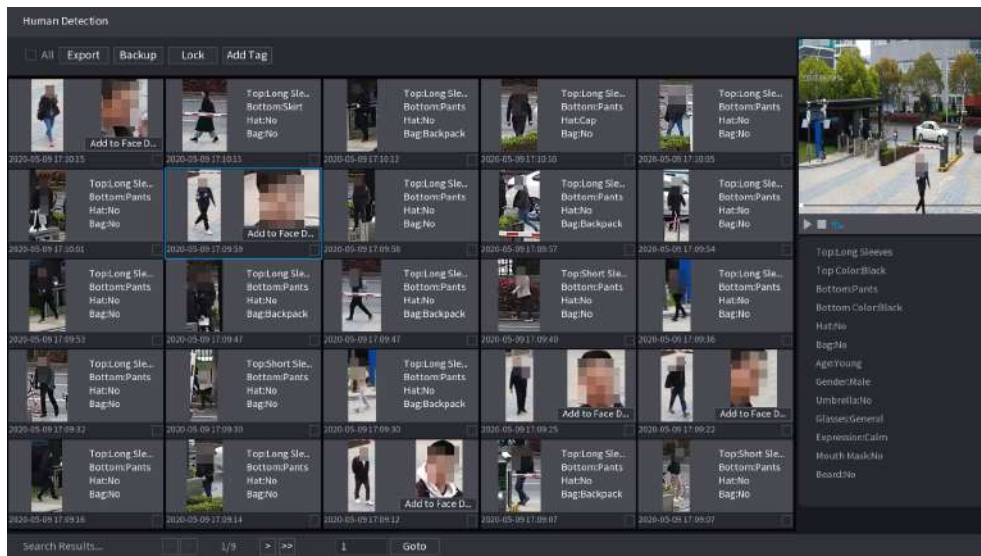 Human Detection
All Export Backup Lock Add Tag
Add to Face D...
2020-05-09 17:10:15
Top:Long Sle...
Bottom:Skirt
Hat:No
Bag:No
2020-05-09 17:10:13
Top:Long Sle...
Bottom:Pants
Hat:No
Bag:Backpack
2020-05-09 17:10:12
Top:Long Sle...
Bottom:Pants
Hat:Cap
Bag:No
2020-05-09 17:10:10
Top:Long Sle...
Bottom:Pants
Hat:No
Bag:No
2020-05-09 17:10:05
Top:Long Sle...
Bottom:Pants
Hat:No
Bag:No
2020-05-09 17:10:01
Add to Face D...
2020-05-09 17:09:59
Top:Long Sle...
Bottom:Pants
Hat:No
Bag:No
2020-05-09 17:09:58
Top:Long Sle...
Bottom:Pants
Hat:No
Bag:Backpack
2020-05-09 17:09:57
Top:Long Sle...
Bottom:Pants
Hat:No
Bag:No
2020-05-09 17:09:54
Top:Long Sle...
Bottom:Pants
Hat:No
Bag:No
2020-05-09 17:09:53
Top:Long Sle...
Bottom:Pants
Hat:No
Bag:Backpack
2020-05-09 17:09:47
Top:Long Sle...
Bottom:Pants
Hat:No
Bag:Backpack
2020-05-09 17:09:47
Top:Short Sle...
Bottom:Pants
Hat:No
Bag:No
2020-05-09 17:09:40
Top:Long Sle...
Bottom:Pants
Hat:No
Bag:No
2020-05-09 17:09:36
Top:Long Sle...
Bottom:Pants
Hat:No
Bag:No
2020-05-09 17:09:32
Top:Short Sle...
Bottom:Pants
Hat:No
Bag:No
2020-05-09 17:09:30
Top:Long Sle...
Bottom:Pants
Hat:No
Bag:Backpack
2020-05-09 17:09:30
Add to Face D...
2020-05-09 17:09:25
Add to Face D...
2020-05-09 17:09:22
Top:Long Sle...
Bottom:Pants
Hat:No
Bag:No
2020-05-09 17:09:16
Top:Long Sle...
Bottom:Pants
Hat:No
Bag:No
2020-05-09 17:09:14
Add to Face D...
2020-05-09 17:09:12
Top:Long Sle...
Bottom:Pants
Hat:No
Bag:Backpack
2020-05-09 17:09:07
Top:Short Sle...
Bottom:Pants
Hat:No
Bag:No
2020-05-09 17:09:07
Top:Long Sleeves
Top Color:Black
Bottom:Pants
Bottom Color:Black
Hat:No
Bag:No
Age:Young
Gender:Male
Umbrella:No
Glasses:General
Expression:Calm
Mouth Mask:No
Beard:No
Search Results... 1/9 > >> 1 Goto